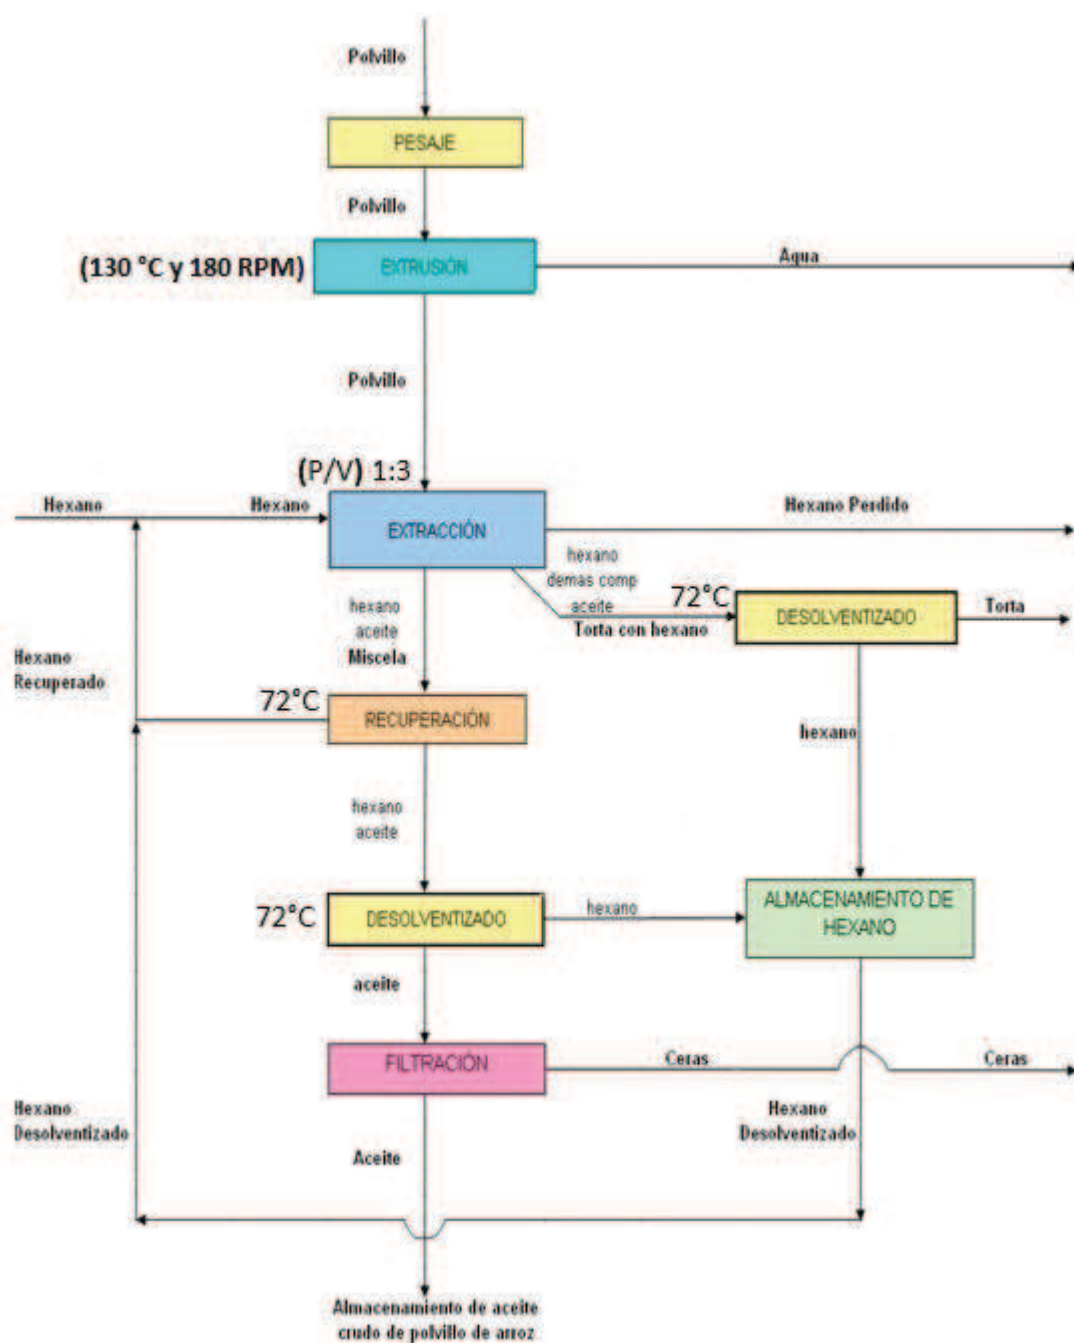 Polvillo
PESAJE
Polvillo
(130 °C y 180 RPM)
EXTRUSIÓN
Agua
Polvillo
(P/V) 1:3
Hexano
Hexano
EXTRACCIÓN
Hexano Perdido
hexano
demas comp
aceite
Torta con hexano
72°C
DESOLVENTIZADO
Torta
hexano
aceite
Miscela
Hexano
Recuperado
72°C
RECUPERACIÓN
hexano
hexano
aceite
72°C
DESOLVENTIZADO
hexano
ALMACENAMIENTO DE
HEXANO
aceite
FILTRACIÓN
Ceras
Ceras
Hexano
Desolventizado
Hexano
Desolventizado
Aceite
Almacenamiento de aceite
crudo de polvillo de arroz